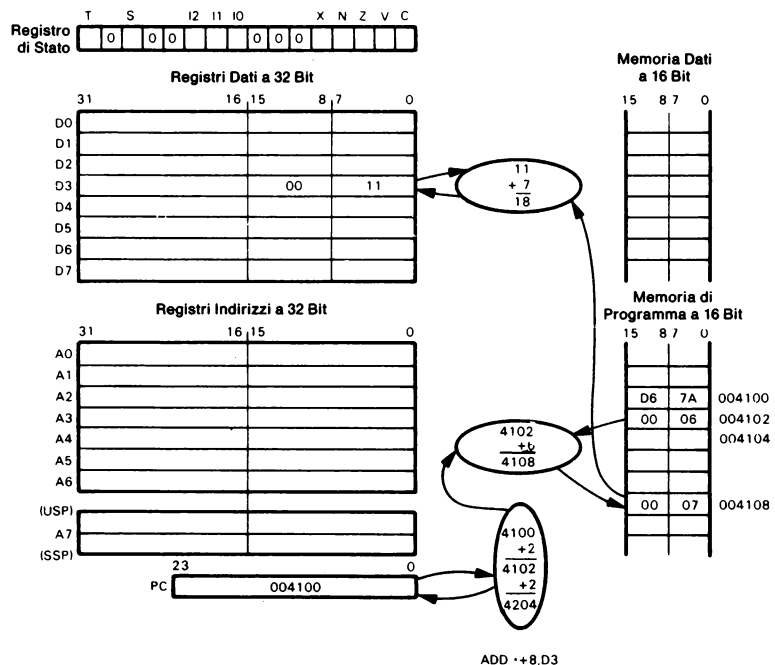 T S I2 I1 I0 X N Z V C
Registro di Stato
0 0 0 0 0 0
Registri Dati a 32 Bit
31 16 15 8 7 0
D0
D1
D2
D3 00 11
D4
D5
D6
D7
11
+ 7
18
Memoria Dati
a 16 Bit
15 8 7 0
Registri Indirizzi a 32 Bit
31 16 15 0
A0
A1
A2
A3
A4
A5
A6
(USP)
A7
(SSP)
23 0
PC 004100
4102
+6
4108
4100
+2
4102
+2
4204
Memoria di
Programma a 16 Bit
15 8 7 0
D6 7A 004100
00 06 004102
004104
00 07 004108
ADD ·+8,D3